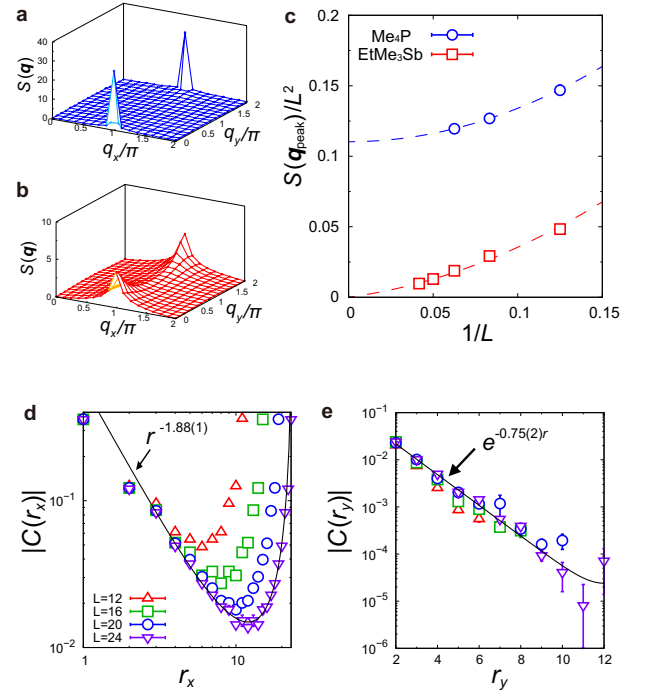 a
S(q)
40
30
20
10
0
0
0.5
1
1.5
2
qx/π
0
0.5
1
1.5
2
qy/π
b
S(q)
10
5
0
0
0.5
1
1.5
2
qx/π
0
0.5
1
1.5
2
qy/π
c
Me₄P
EtMe₃Sb
S(qpeak)/L²
0.2
0.15
0.1
0.05
0
0
0.05
0.1
0.15
1/L
d
r^-1.88(1)
|C(rx)|
10⁻¹
10⁻²
L=12
L=16
L=20
L=24
1
10
rx
e
e^-0.75(2)r
|C(ry)|
10⁻¹
10⁻²
10⁻³
10⁻⁴
10⁻⁵
10⁻⁶
2
4
6
8
10
12
ry